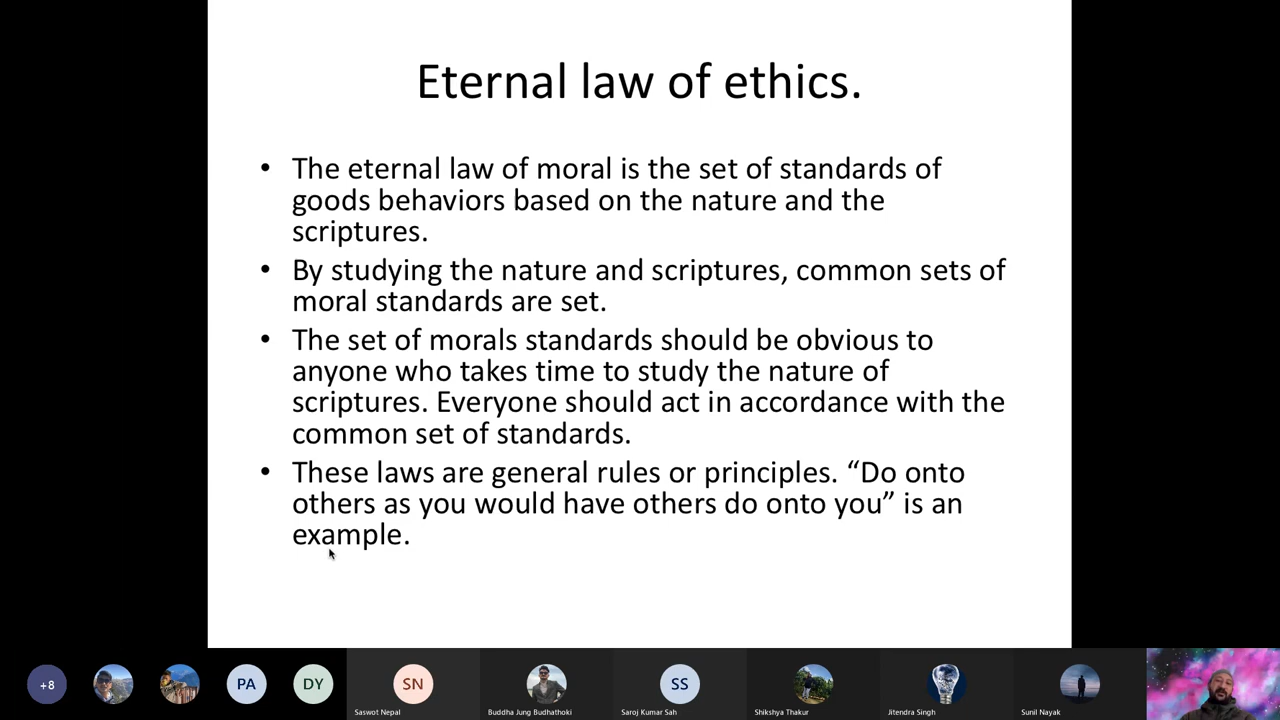 Eternal law of ethics.
• The eternal law of moral is the set of standards of
goods behaviors based on the nature and the
scriptures.
• By studying the nature and scriptures, common sets of
moral standards are set.
• The set of morals standards should be obvious to
anyone who takes time to study the nature of
scriptures. Everyone should act in accordance with the
common set of standards.
• These laws are general rules or principles. “Do onto
others as you would have others do onto you” is an
example.
+8
PA
DY
SN
SS
Saswot Nepal
Buddha Jung Budhathoki
Saroj Kumar Sah
Shikshya Thakur
Jitendra Singh
Sunil Nayak